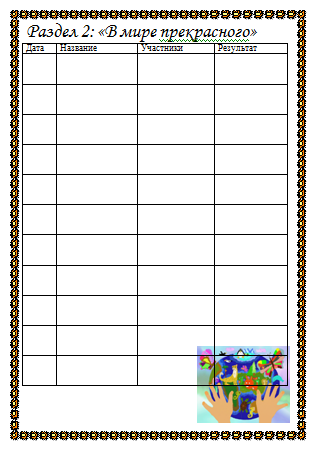 Раздел 2: «В мире прекрасного»
Дата Название Участники Результат